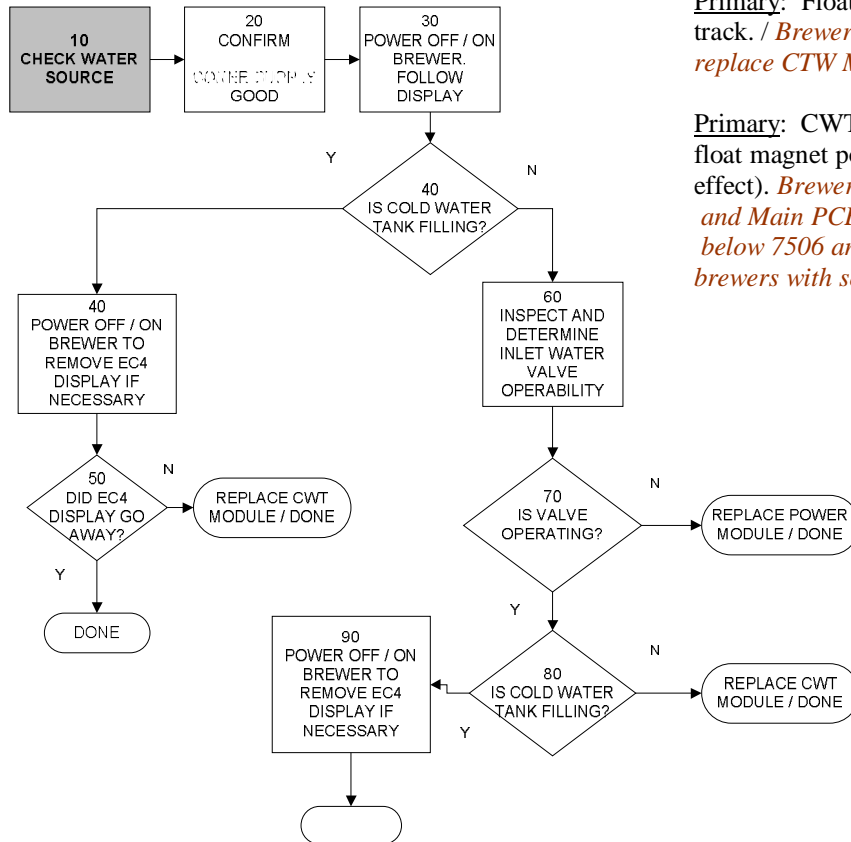 10
CHECK WATER
SOURCE
20
CONFIRM
GOOD
30
POWER OFF / ON
BREWER.
FOLLOW
DISPLAY
Y
N
40
IS COLD WATER
TANK FILLING?
40
POWER OFF / ON
BREWER TO
REMOVE EC4
DISPLAY IF
NECESSARY
60
INSPECT AND
DETERMINE
INLET WATER
VALVE
OPERABILITY
50
DID EC4
DISPLAY GO
AWAY?
N
REPLACE CWT
MODULE / DONE
Y
DONE
70
IS VALVE
OPERATING?
N
REPLACE POWER
MODULE / DONE
Y
80
IS COLD WATER
TANK FILLING?
N
REPLACE CWT
MODULE / DONE
Y
90
POWER OFF / ON
BREWER TO
REMOVE EC4
DISPLAY IF
NECESSARY
Primary: Float
track. / Brewer
replace CTW M
Primary: CWT
float magnet po
effect). Brewer
and Main PCB
below 7506 an
brewers with se